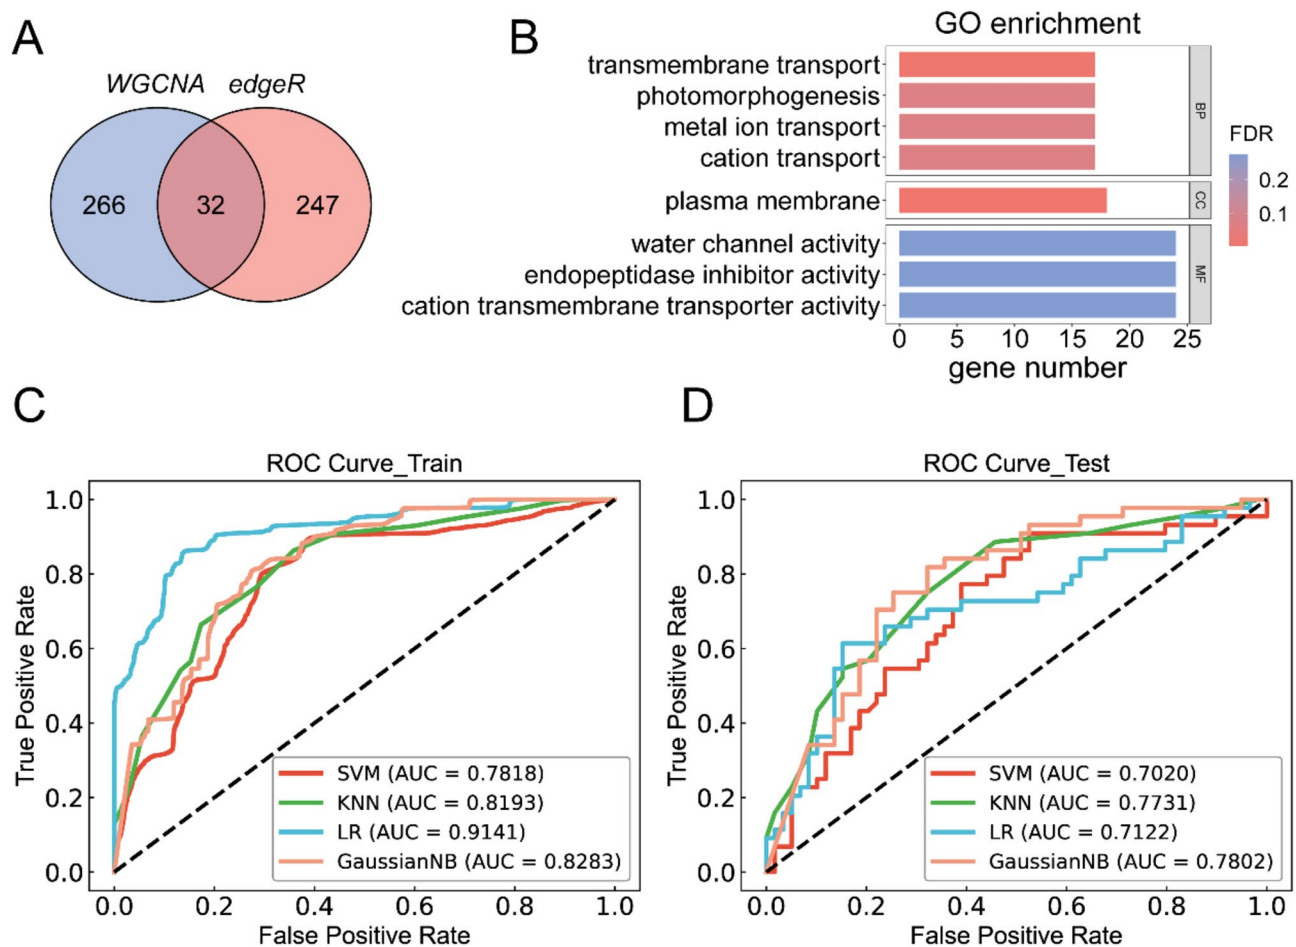 A
WGCNA edgeR
266 32 247
B
GO enrichment
transmembrane transport
photomorphogenesis
metal ion transport
cation transport
BP
plasma membrane
CC
water channel activity
endopeptidase inhibitor activity
cation transmembrane transporter activity
MF
0 5 10 15 20 25
gene number
FDR
0.2
0.1
C
ROC Curve_Train
True Positive Rate
1.0
0.8
0.6
0.4
0.2
0.0
SVM (AUC = 0.7818)
KNN (AUC = 0.8193)
LR (AUC = 0.9141)
GaussianNB (AUC = 0.8283)
0.0 0.2 0.4 0.6 0.8 1.0
False Positive Rate
D
ROC Curve_Test
True Positive Rate
1.0
0.8
0.6
0.4
0.2
0.0
SVM (AUC = 0.7020)
KNN (AUC = 0.7731)
LR (AUC = 0.7122)
GaussianNB (AUC = 0.7802)
0.0 0.2 0.4 0.6 0.8 1.0
False Positive Rate